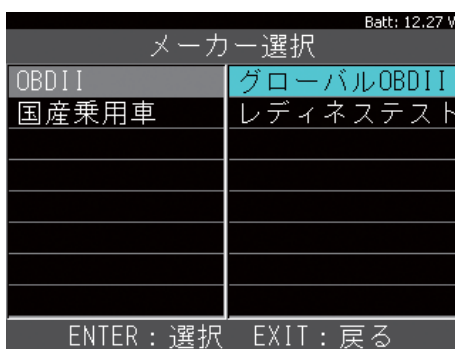 Batt: 12.27 V
メーカー選択
OBDII
グローバルOBDII
国産乗用車
レディネステスト
ENTER：選択 EXIT：戻る